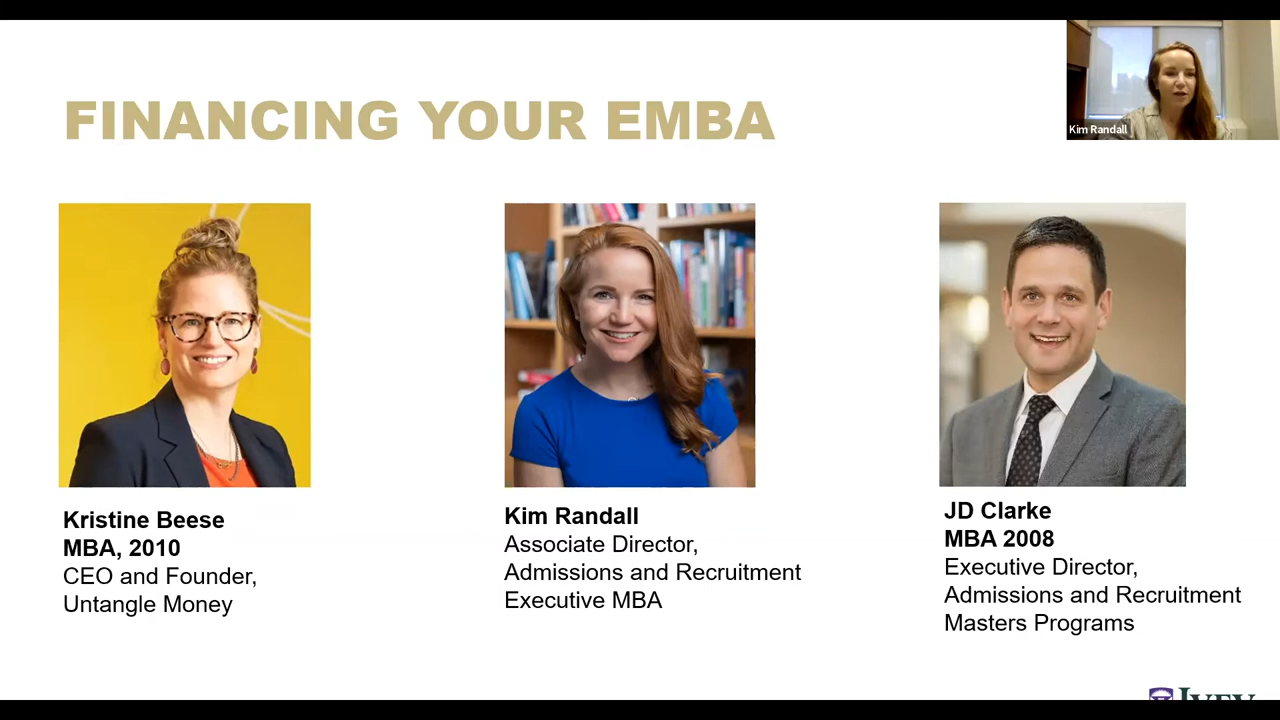 FINANCING YOUR EMBA
Kim Randall
Kristine Beese
MBA, 2010
CEO and Founder,
Untangle Money
Kim Randall
Associate Director,
Admissions and Recruitment
Executive MBA
JD Clarke
MBA 2008
Executive Director,
Admissions and Recruitment
Masters Programs
IVEY